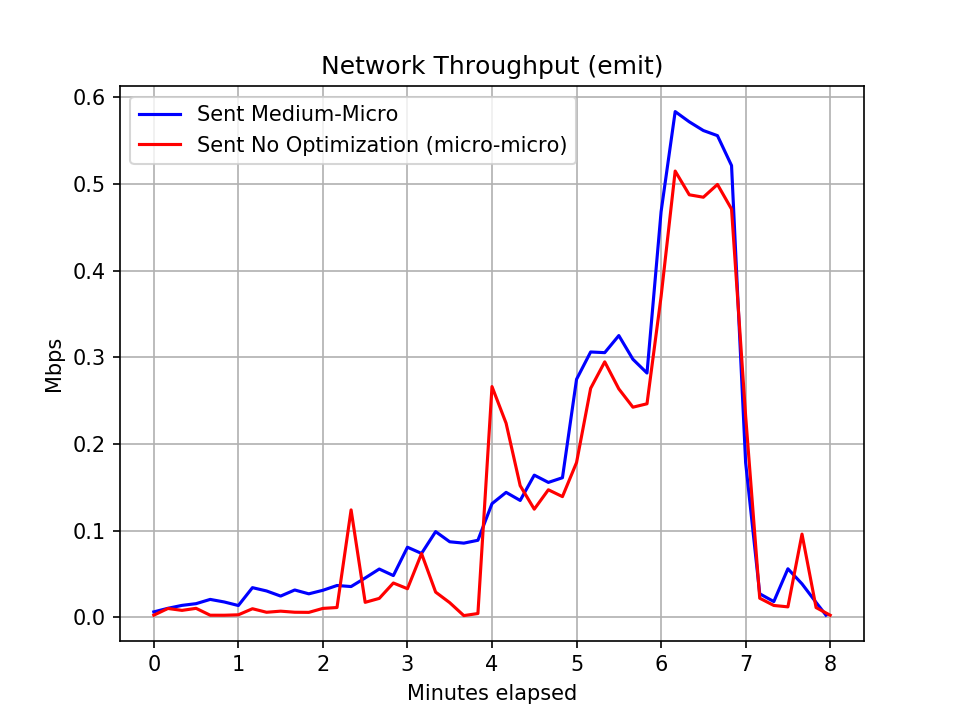 Network Throughput (emit)
Sent Medium-Micro
Sent No Optimization (micro-micro)
0.6
0.5
0.4
0.3
0.2
0.1
0.0
Mbps
0 1 2 3 4 5 6 7 8
Minutes elapsed